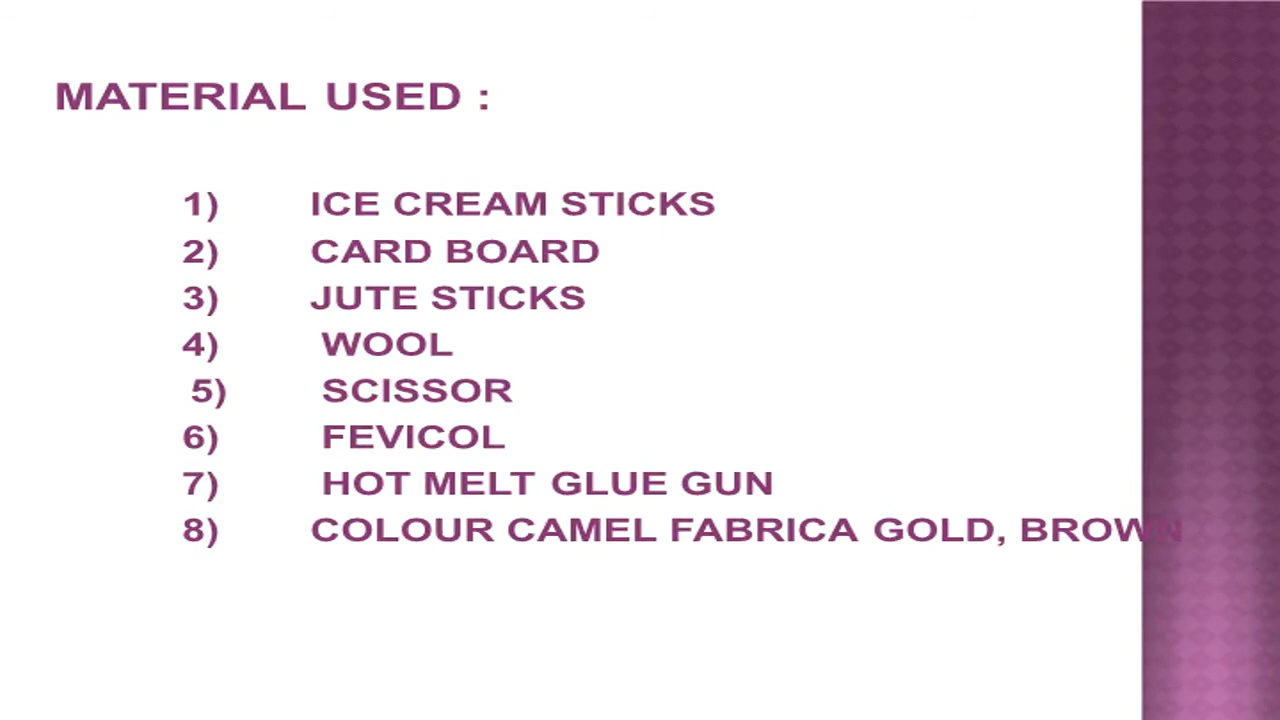 MATERIAL USED :
1) ICE CREAM STICKS
2) CARD BOARD
3) JUTE STICKS
4) WOOL
5) SCISSOR
6) FEVICOL
7) HOT MELT GLUE GUN
8) COLOUR CAMEL FABRICA GOLD, BROWN